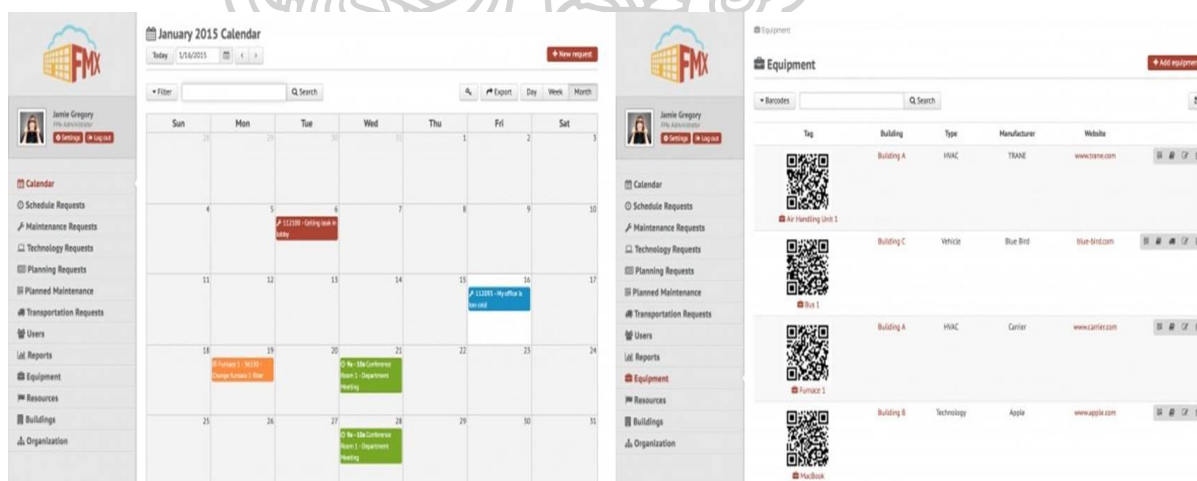 FMX
Jamie Gregory
FMx Administrator
Settings Log out
Calendar
Schedule Requests
Maintenance Requests
Technology Requests
Planning Requests
Planned Maintenance
Transportation Requests
Users
Reports
Equipment
Resources
Buildings
Organization
January 2015 Calendar
Today 1/16/2015
+ New request
Filter Search Export Day Week Month
Sun Mon Tue Wed Thu Fri Sat
28 29 30 31 1 2 3
4 5 6 7 8 9 10
112100 - Ceiling leak in
lobby
11 12 13 14 15 16 17
112095 - My office is
too cold
18 19 20 21 22 23 24
Furnace 1 - 56330 -
Change furnace 1 filter
9a - 10a Conference
Room 1 - Department
Meeting
25 26 27 28 29 30 31
9a - 10a Conference
Room 1 - Department
Meeting
FMX
Jamie Gregory
FMx Administrator
Settings Log out
Calendar
Schedule Requests
Maintenance Requests
Technology Requests
Planning Requests
Planned Maintenance
Transportation Requests
Users
Reports
Equipment
Resources
Buildings
Organization
Equipment
Equipment
+ Add equipment
Barcodes Search
Tag Building Type Manufacturer Website
Building A HVAC TRANE www.trane.com
Air Handling Unit 1
Building C Vehicle Blue Bird blue-bird.com
Bus 1
Building A HVAC Carrier www.carrier.com
Furnace 1
Building B Technology Apple www.apple.com
MacBook